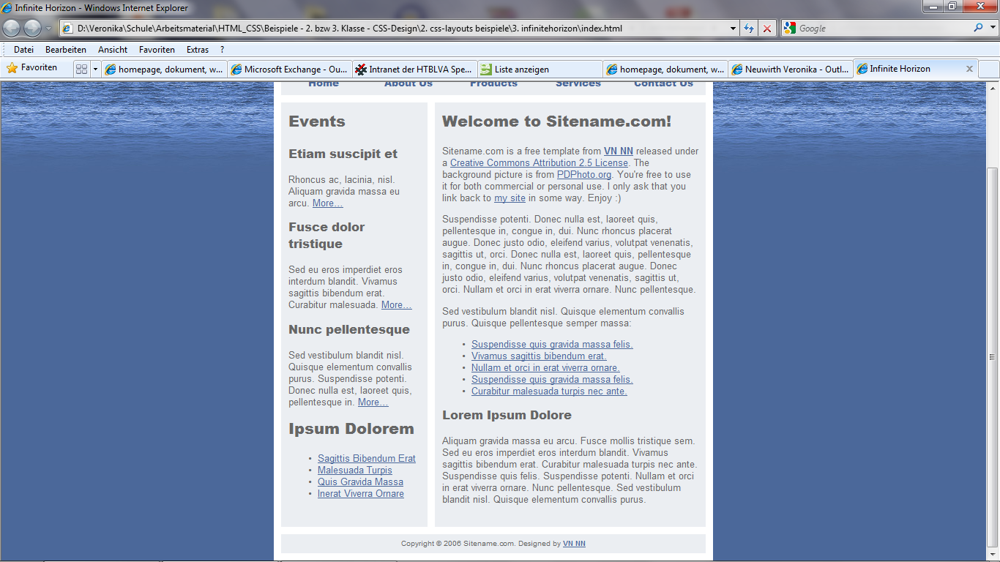 Infinite Horizon - Windows Internet Explorer
D:\Veronika\Schule\Arbeitsmaterial\HTML_CSS\Beispiele - 2. bzw 3. Klasse - CSS-Design\2. css-layouts beispiele\3. infinitehorizon\index.html
Google
Datei Bearbeiten Ansicht Favoriten Extras ?
Favoriten
homepage, dokument, w...
Microsoft Exchange - Ou...
Intranet der HTBLVA Spe...
Liste anzeigen
homepage, dokument, w...
Neuwirth Veronika - Outl...
Infinite Horizon
Home About Us Products Services Contact Us
Events
Etiam suscipit et
Rhoncus ac, lacinia, nisl.
Aliquam gravida massa eu
arcu. More...
Fusce dolor
tristique
Sed eu eros imperdiet eros
interdum blandit. Vivamus
sagittis bibendum erat.
Curabitur malesuada. More...
Nunc pellentesque
Sed vestibulum blandit nisl.
Quisque elementum convallis
purus. Suspendisse potenti.
Donec nulla est, laoreet quis,
pellentesque in. More...
Ipsum Dolorem
• Sagittis Bibendum Erat
• Malesuada Turpis
• Quis Gravida Massa
• Inerat Viverra Ornare
Welcome to Sitename.com!
Sitename.com is a free template from VN NN released under
a Creative Commons Attribution 2.5 License. The
background picture is from PDPhoto.org. You're free to use
it for both commercial or personal use. I only ask that you
link back to my site in some way. Enjoy :)
Suspendisse potenti. Donec nulla est, laoreet quis,
pellentesque in, congue in, dui. Nunc rhoncus placerat
augue. Donec justo odio, eleifend varius, volutpat venenatis,
sagittis ut, orci. Donec nulla est, laoreet quis, pellentesque
in, congue in, dui. Nunc rhoncus placerat augue. Donec
justo odio, eleifend varius, volutpat venenatis, sagittis ut,
orci. Nullam et orci in erat viverra ornare. Nunc pellentesque.
Sed vestibulum blandit nisl. Quisque elementum convallis
purus. Quisque pellentesque semper massa:
• Suspendisse quis gravida massa felis.
• Vivamus sagittis bibendum erat.
• Nullam et orci in erat viverra ornare.
• Suspendisse quis gravida massa felis.
• Curabitur malesuada turpis nec ante.
Lorem Ipsum Dolore
Aliquam gravida massa eu arcu. Fusce mollis tristique sem.
Sed eu eros imperdiet eros interdum blandit. Vivamus
sagittis bibendum erat. Curabitur malesuada turpis nec ante.
Suspendisse quis felis. Suspendisse potenti. Nullam et orci
in erat viverra ornare. Nunc pellentesque. Sed vestibulum
blandit nisl. Quisque elementum convallis purus.
Copyright © 2006 Sitename.com. Designed by VN NN